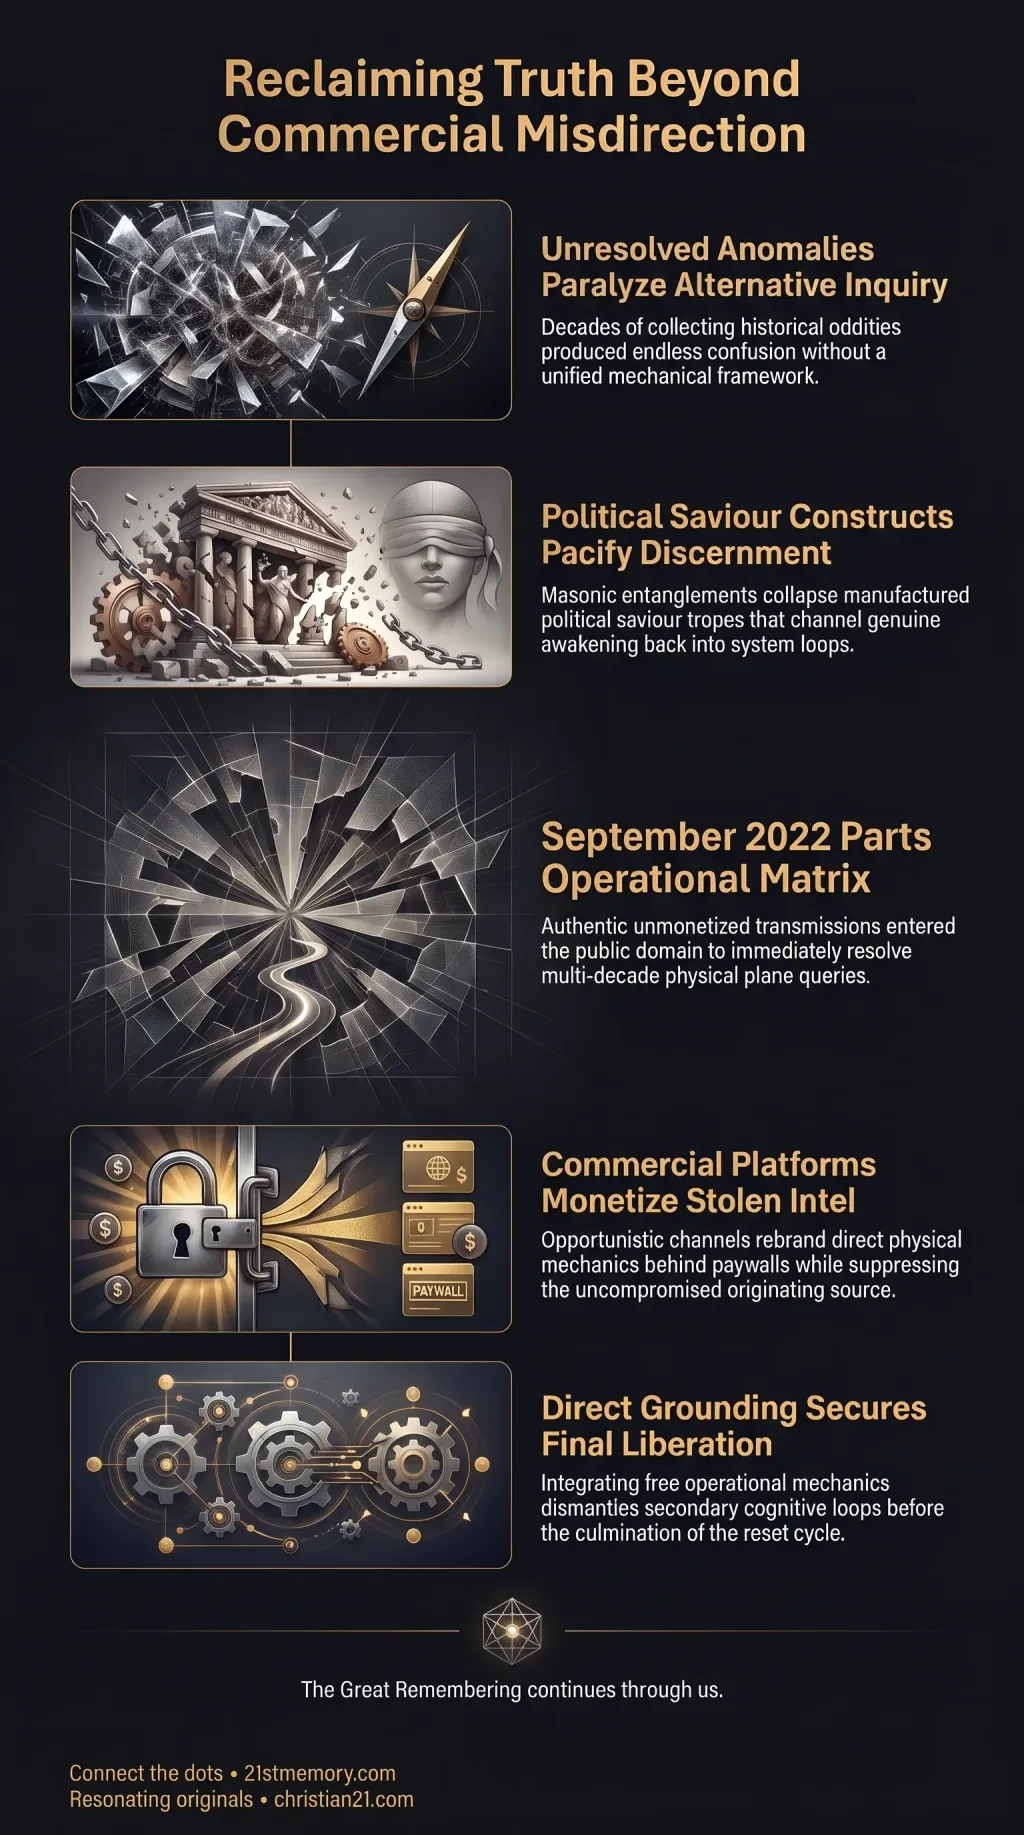 Reclaiming Truth Beyond
Commercial Misdirection
Unresolved Anomalies
Paralyze Alternative Inquiry
Decades of collecting historical oddities
produced endless confusion without a
unified mechanical framework.
Political Saviour Constructs
Pacify Discernment
Masonic entanglements collapse manufactured
political saviour tropes that channel genuine
awakening back into system loops.
September 2022 Parts
Operational Matrix
Authentic unmonetized transmissions entered
the public domain to immediately resolve
multi-decade physical plane queries.
$
$
$
$
$
PAYWALL
Commercial Platforms
Monetize Stolen Intel
Opportunistic channels rebrand direct physical
mechanics behind paywalls while suppressing
the uncompromised originating source.
Direct Grounding Secures
Final Liberation
Integrating free operational mechanics
dismantles secondary cognitive loops before
the culmination of the reset cycle.
The Great Remembering continues through us.
Connect the dots • 21stmemory.com
Resonating originals • christian21.com